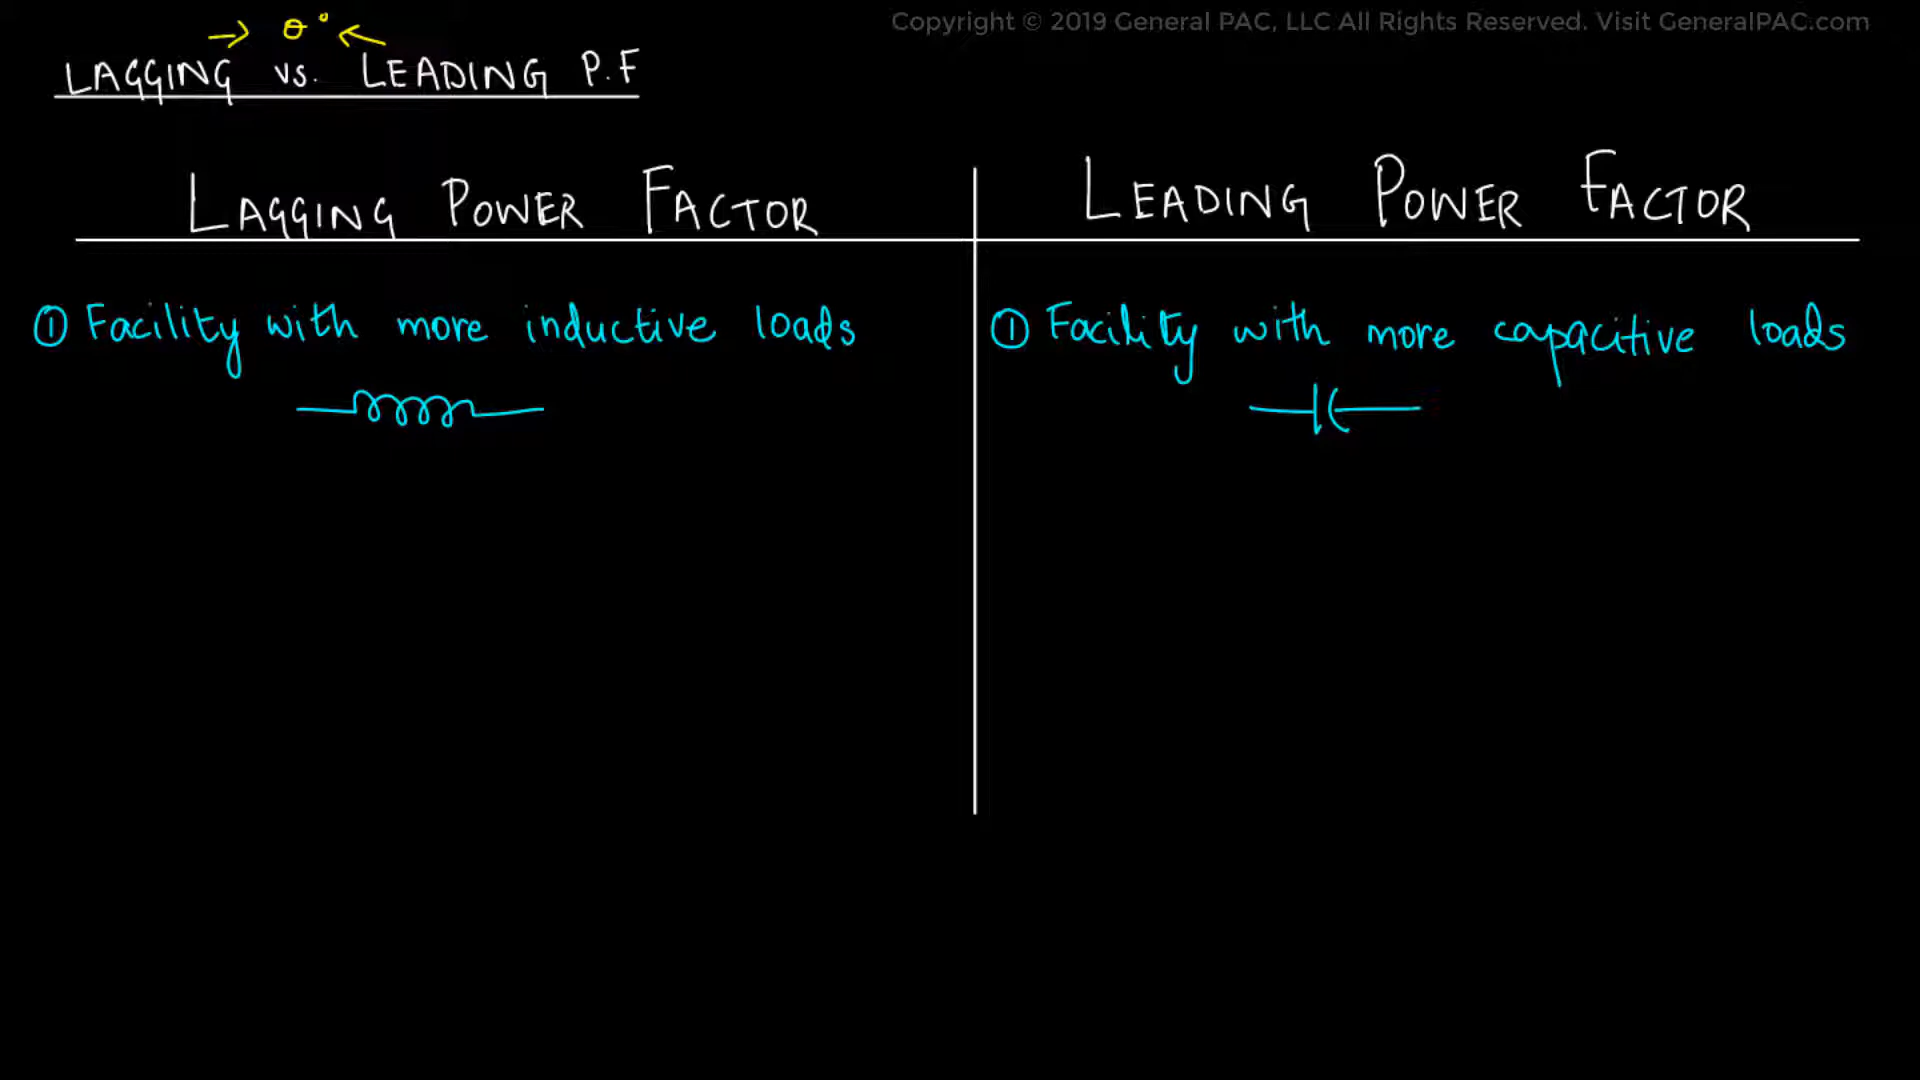 Copyright © 2019 General PAC, LLC All Rights Reserved. Visit GeneralPAC.com
→ θ° ←
LAGGING vs. LEADING P.F
LAGGING POWER FACTOR
LEADING POWER FACTOR
① Facility with more inductive loads
① Facility with more capacitive loads